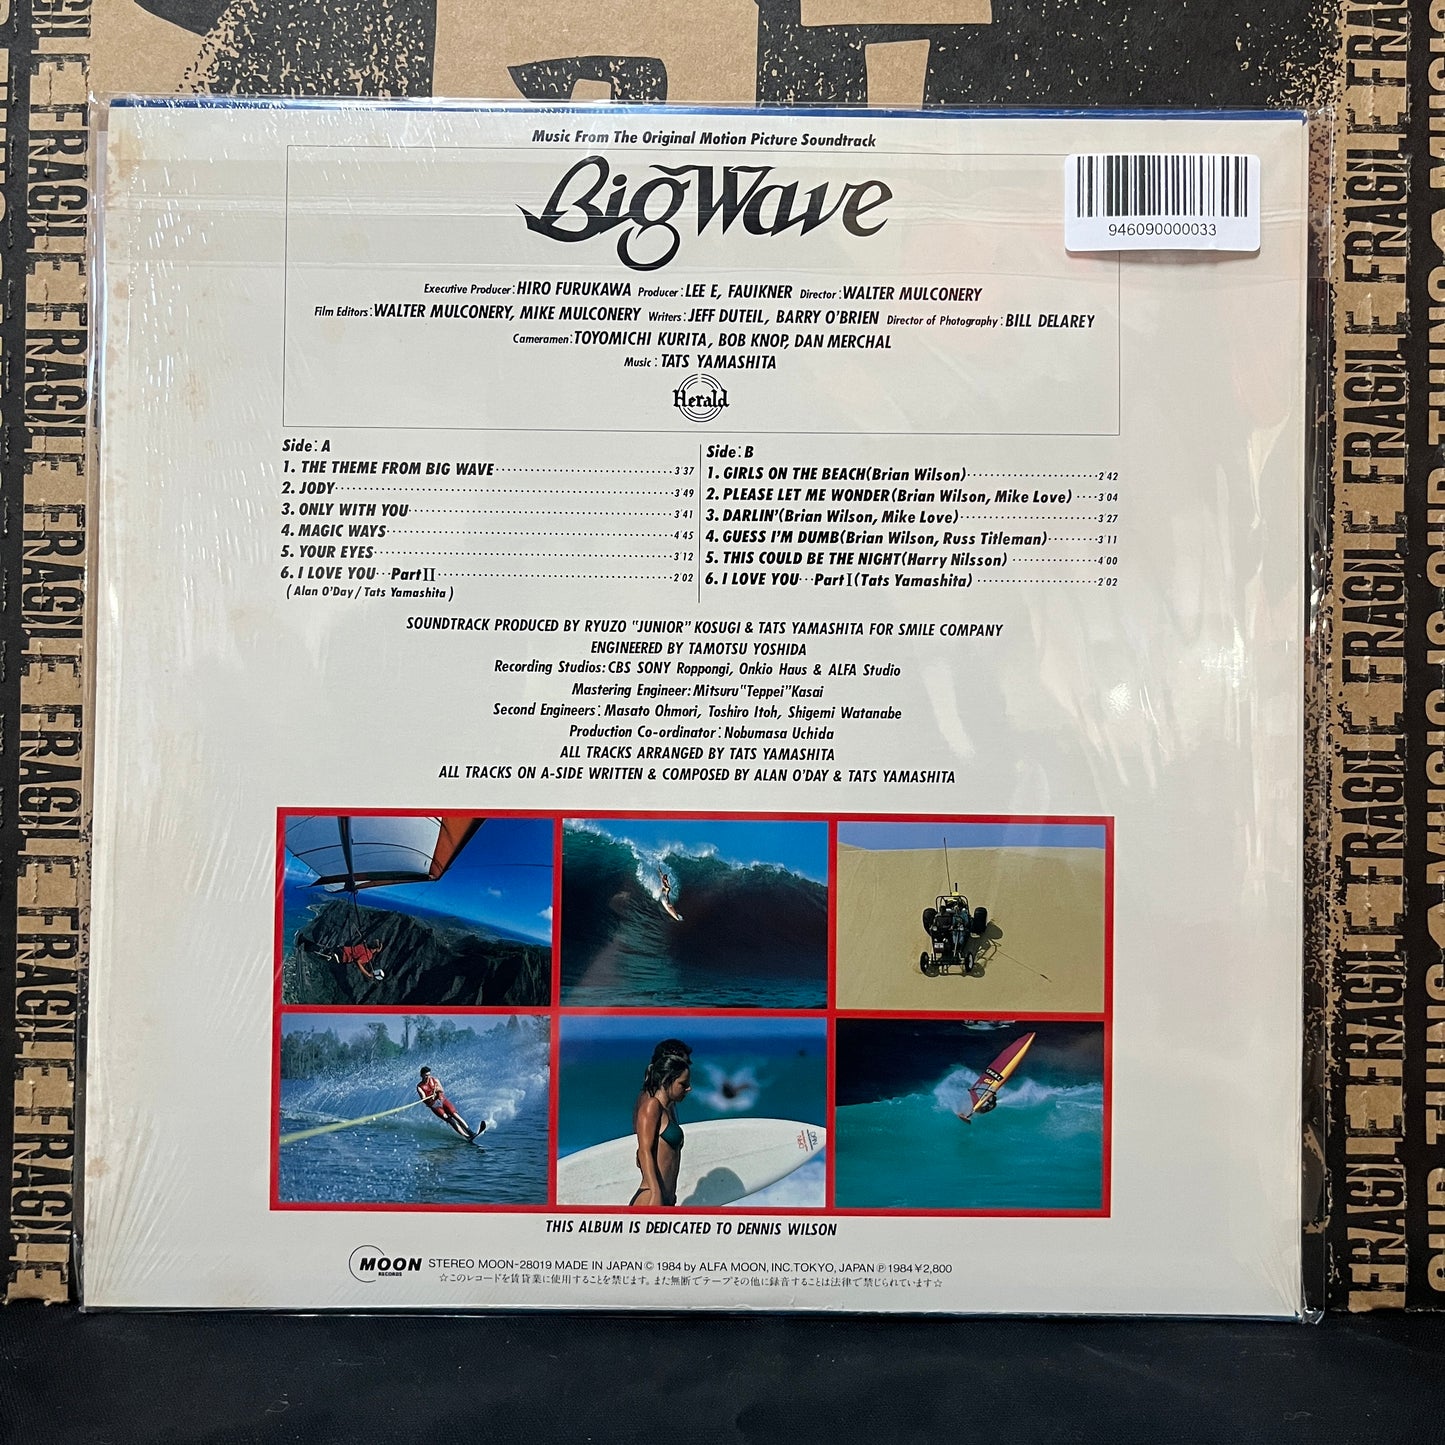 Music From The Original Motion Picture Soundtrack
Big Wave
946090000033
Executive Producer: HIRO FURUKAWA Producer: LEE E, FAUIKNER Director: WALTER MULCONERY
Film Editors: WALTER MULCONERY, MIKE MULCONERY Writers: JEFF DUTEIL, BARRY O'BRIEN Director of Photography: BILL DELAREY
Cameramen: TOYOMICHI KURITA, BOB KNOP, DAN MERCHAL
Music: TATS YAMASHITA
Herald
Side: A
1. THE THEME FROM BIG WAVE 3'37
2. JODY 3'49
3. ONLY WITH YOU 3'41
4. MAGIC WAYS 4'45
5. YOUR EYES 3'12
6. I LOVE YOU···Part II 2'02
(Alan O'Day / Tats Yamashita)
Side: B
1. GIRLS ON THE BEACH (Brian Wilson) 2'42
2. PLEASE LET ME WONDER (Brian Wilson, Mike Love) 3'04
3. DARLIN' (Brian Wilson, Mike Love) 3'27
4. GUESS I'M DUMB (Brian Wilson, Russ Titleman) 3'11
5. THIS COULD BE THE NIGHT (Harry Nilsson) 4'00
6. I LOVE YOU···Part I (Tats Yamashita) 2'02
SOUNDTRACK PRODUCED BY RYUZO "JUNIOR" KOSUGI & TATS YAMASHITA FOR SMILE COMPANY
ENGINEERED BY TAMOTSU YOSHIDA
Recording Studios: CBS SONY Roppongi, Onkio Haus & ALFA Studio
Mastering Engineer: Mitsuru "Teppei" Kasai
Second Engineers: Masato Ohmori, Toshiro Itoh, Shigemi Watanabe
Production Co-ordinator: Nobumasa Uchida
ALL TRACKS ARRANGED BY TATS YAMASHITA
ALL TRACKS ON A-SIDE WRITTEN & COMPOSED BY ALAN O'DAY & TATS YAMASHITA
THIS ALBUM IS DEDICATED TO DENNIS WILSON
MOON RECORDS STEREO MOON-28019 MADE IN JAPAN © 1984 by ALFA MOON, INC. TOKYO, JAPAN ℗ 1984 ¥2,800
☆このレコードを賃貸業に使用することを禁じます。また無断でテープその他に録音することは法律で禁じられています☆
FRAGILE FRAGILE FRAGILE FRAGILE
FRAGILE FRAGILE FRAGILE FRAGILE